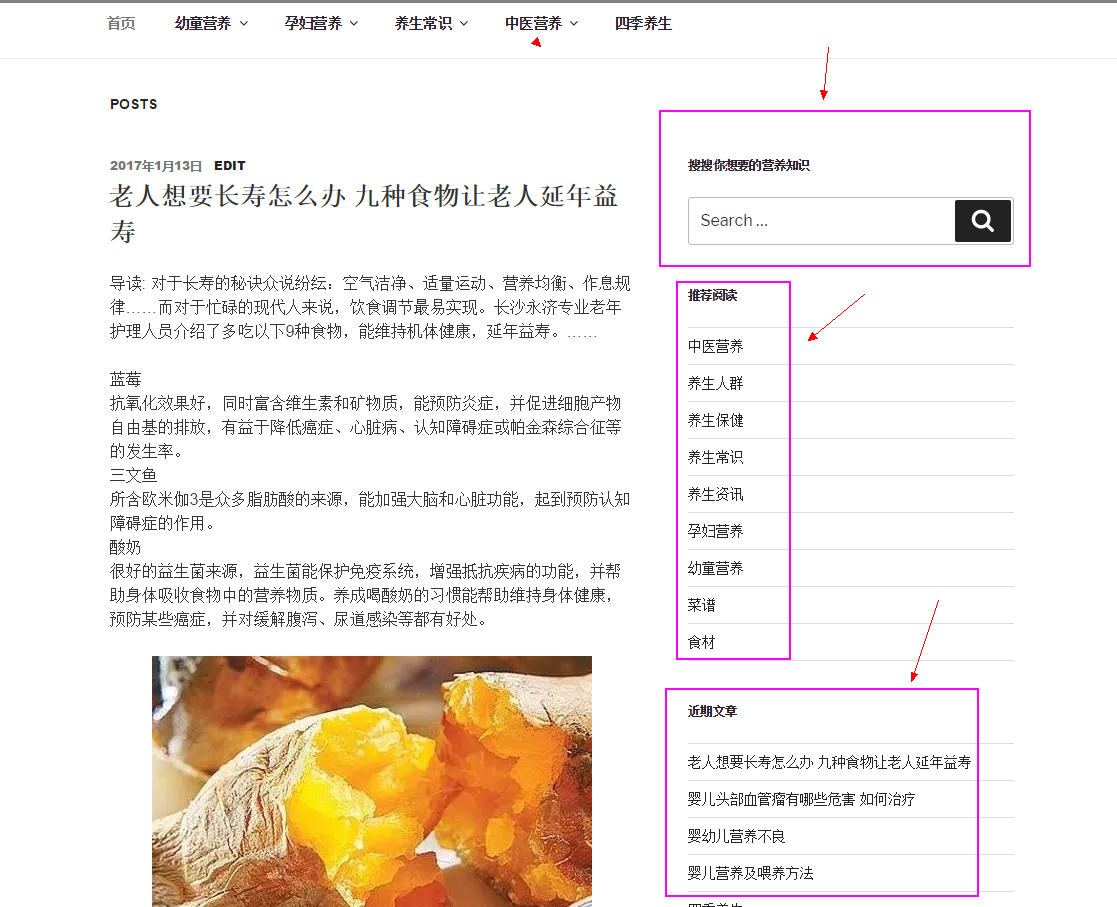 首页 幼童营养 孕妇营养 养生常识 中医营养 四季养生
POSTS
2017年1月13日 EDIT
老人想要长寿怎么办 九种食物让老人延年益
寿
导读: 对于长寿的秘诀众说纷纭：空气洁净、适量运动、营养均衡、作息规
律……而对于忙碌的现代人来说，饮食调节最易实现。长沙永济专业老年
护理人员介绍了多吃以下9种食物，能维持机体健康，延年益寿。……
蓝莓
抗氧化效果好，同时富含维生素和矿物质，能预防炎症，并促进细胞产物
自由基的排放，有益于降低癌症、心脏病、认知障碍症或帕金森综合征等
的发生率。
三文鱼
所含欧米伽3是众多脂肪酸的来源，能加强大脑和心脏功能，起到预防认知
障碍症的作用。
酸奶
很好的益生菌来源，益生菌能保护免疫系统，增强抵抗疾病的功能，并帮
助身体吸收食物中的营养物质。养成喝酸奶的习惯能帮助维持身体健康，
预防某些癌症，并对缓解腹泻、尿道感染等都有好处。
搜搜你想要的营养知识
Search ...
推荐阅读
中医营养
养生人群
养生保健
养生常识
养生资讯
孕妇营养
幼童营养
菜谱
食材
近期文章
老人想要长寿怎么办 九种食物让老人延年益寿
婴儿头部血管瘤有哪些危害 如何治疗
婴幼儿营养不良
婴儿营养及喂养方法